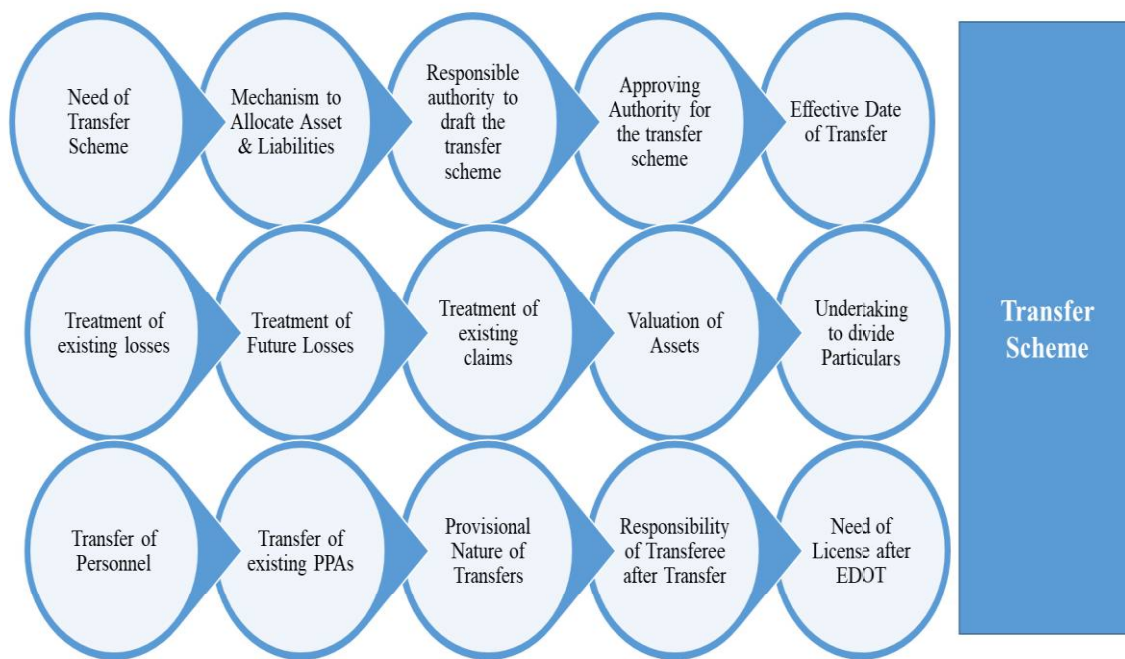 Need of
Transfer
Scheme
Mechanism to
Allocate Asset
& Liabilities
Responsible
authority to
draft the
transfer
scheme
Approving
Authority for
the transfer
scheme
Effective Date
of Transfer
Treatment of
existing losses
Treatment of
Future Losses
Treatment of
existing
claims
Valuation of
Assets
Undertaking
to divide
Particulars
Transfer of
Personnel
Transfer of
existing PPAs
Provisional
Nature of
Transfers
Responsibility
of Transferee
after Transfer
Need of
License after
EDOT
Transfer
Scheme